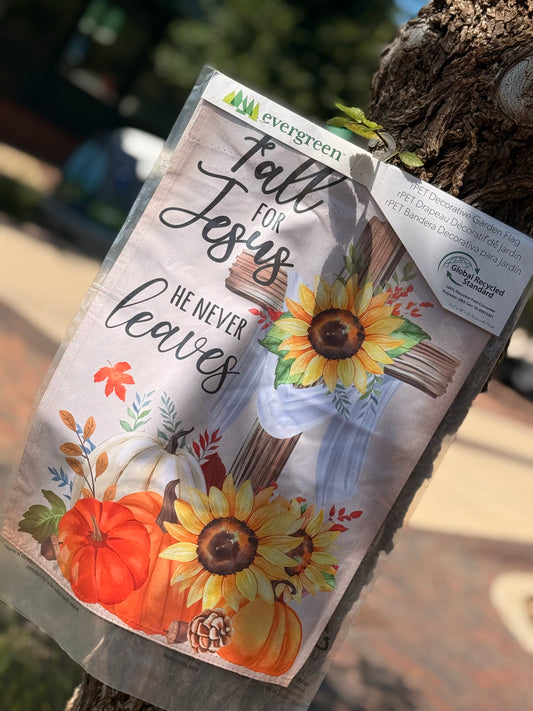 evergreen
rPET Decorative Garden Flag
rPET Drapeau Décoratif de jardin
rPET Bandera Decorativa para jardín
Global Recycled
Standard
Fall
FOR
Jesus
HE NEVER
leaves